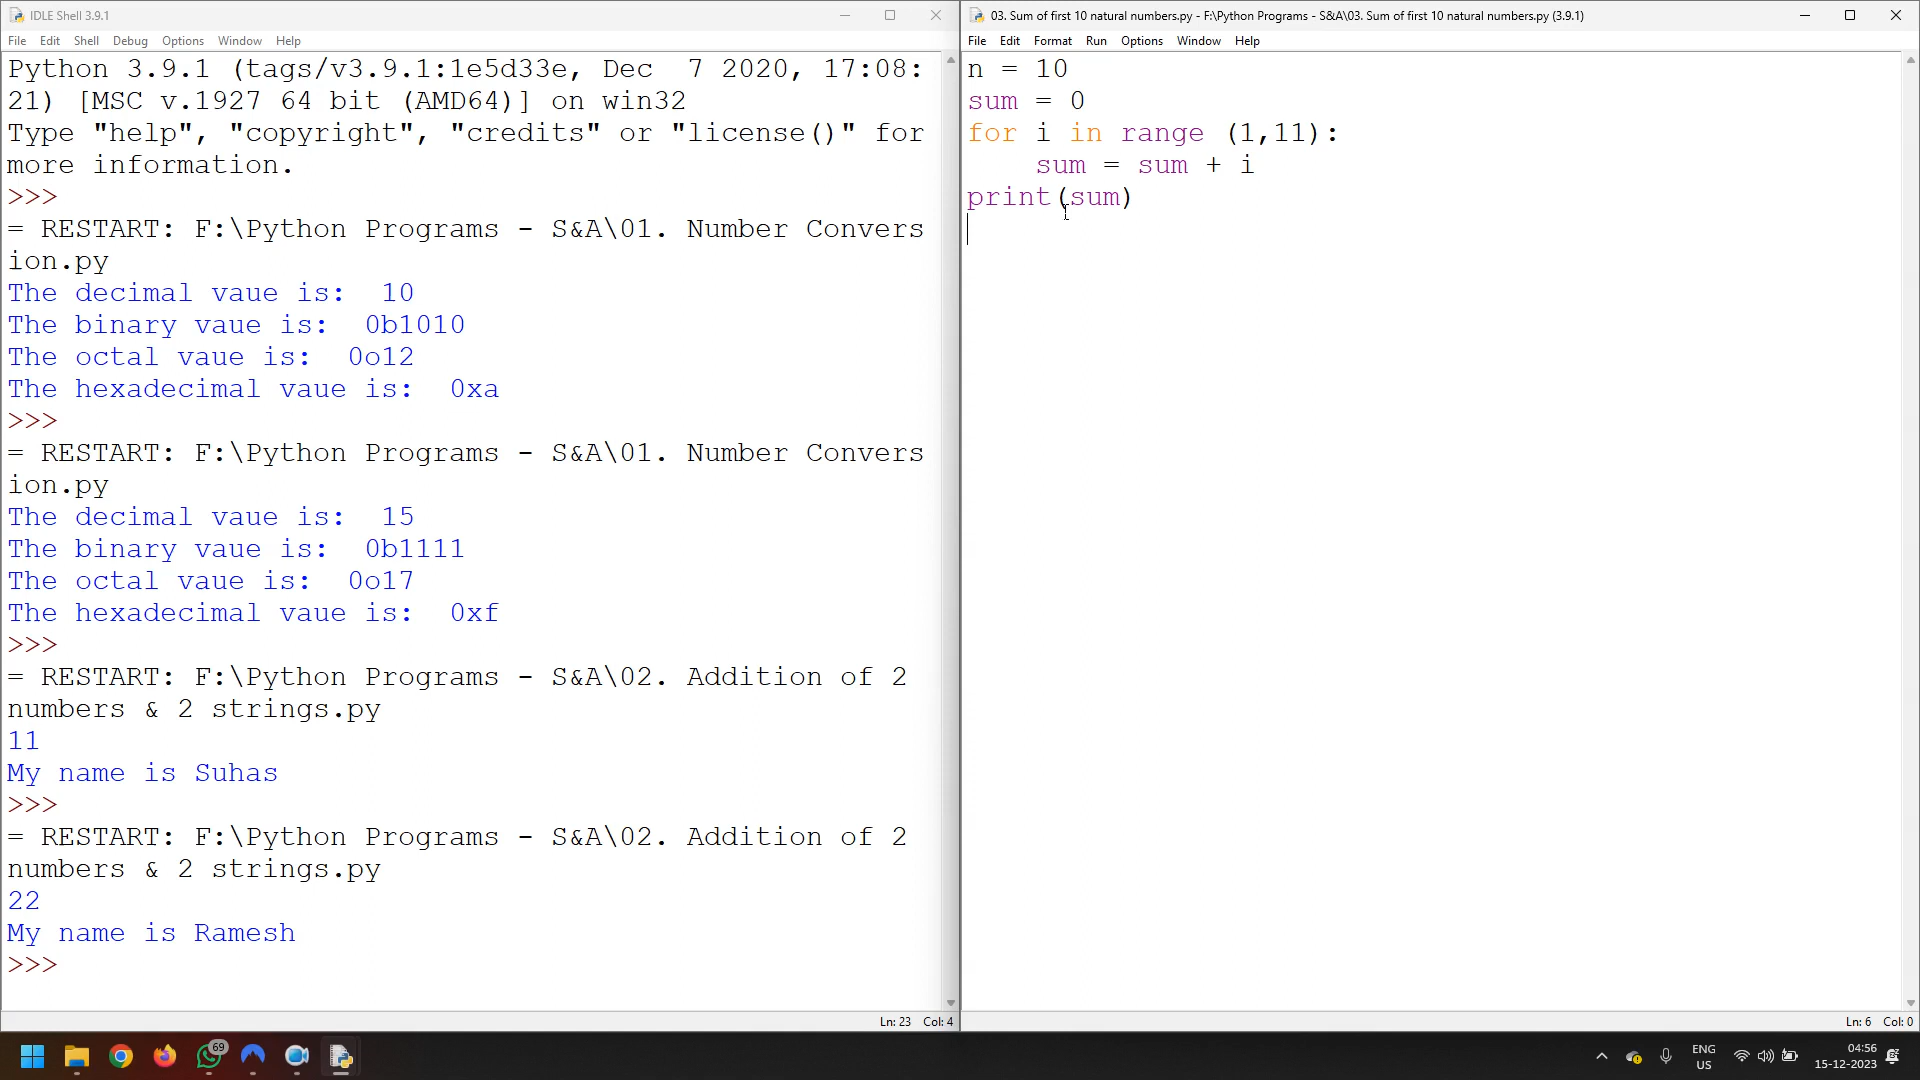 IDLE Shell 3.9.1
File Edit Shell Debug Options Window Help
Python 3.9.1 (tags/v3.9.1:1e5d33e, Dec  7 2020, 17:08:
21) [MSC v.1927 64 bit (AMD64)] on win32
Type "help", "copyright", "credits" or "license()" for
more information.
>>>
= RESTART: F:\Python Programs - S&A\01. Number Convers
ion.py
The decimal vaue is:  10
The binary vaue is:  0b1010
The octal vaue is:  0o12
The hexadecimal vaue is:  0xa
>>>
= RESTART: F:\Python Programs - S&A\01. Number Convers
ion.py
The decimal vaue is:  15
The binary vaue is:  0b1111
The octal vaue is:  0o17
The hexadecimal vaue is:  0xf
>>>
= RESTART: F:\Python Programs - S&A\02. Addition of 2
numbers & 2 strings.py
11
My name is Suhas
>>>
= RESTART: F:\Python Programs - S&A\02. Addition of 2
numbers & 2 strings.py
22
My name is Ramesh
>>>
Ln: 23 Col: 4
03. Sum of first 10 natural numbers.py - F:\Python Programs - S&A\03. Sum of first 10 natural numbers.py (3.9.1)
File Edit Format Run Options Window Help
n = 10
sum = 0
for i in range (1,11):
    sum = sum + i
print(sum)
Ln: 6 Col: 0
69
ENG
US
04:56
15-12-2023